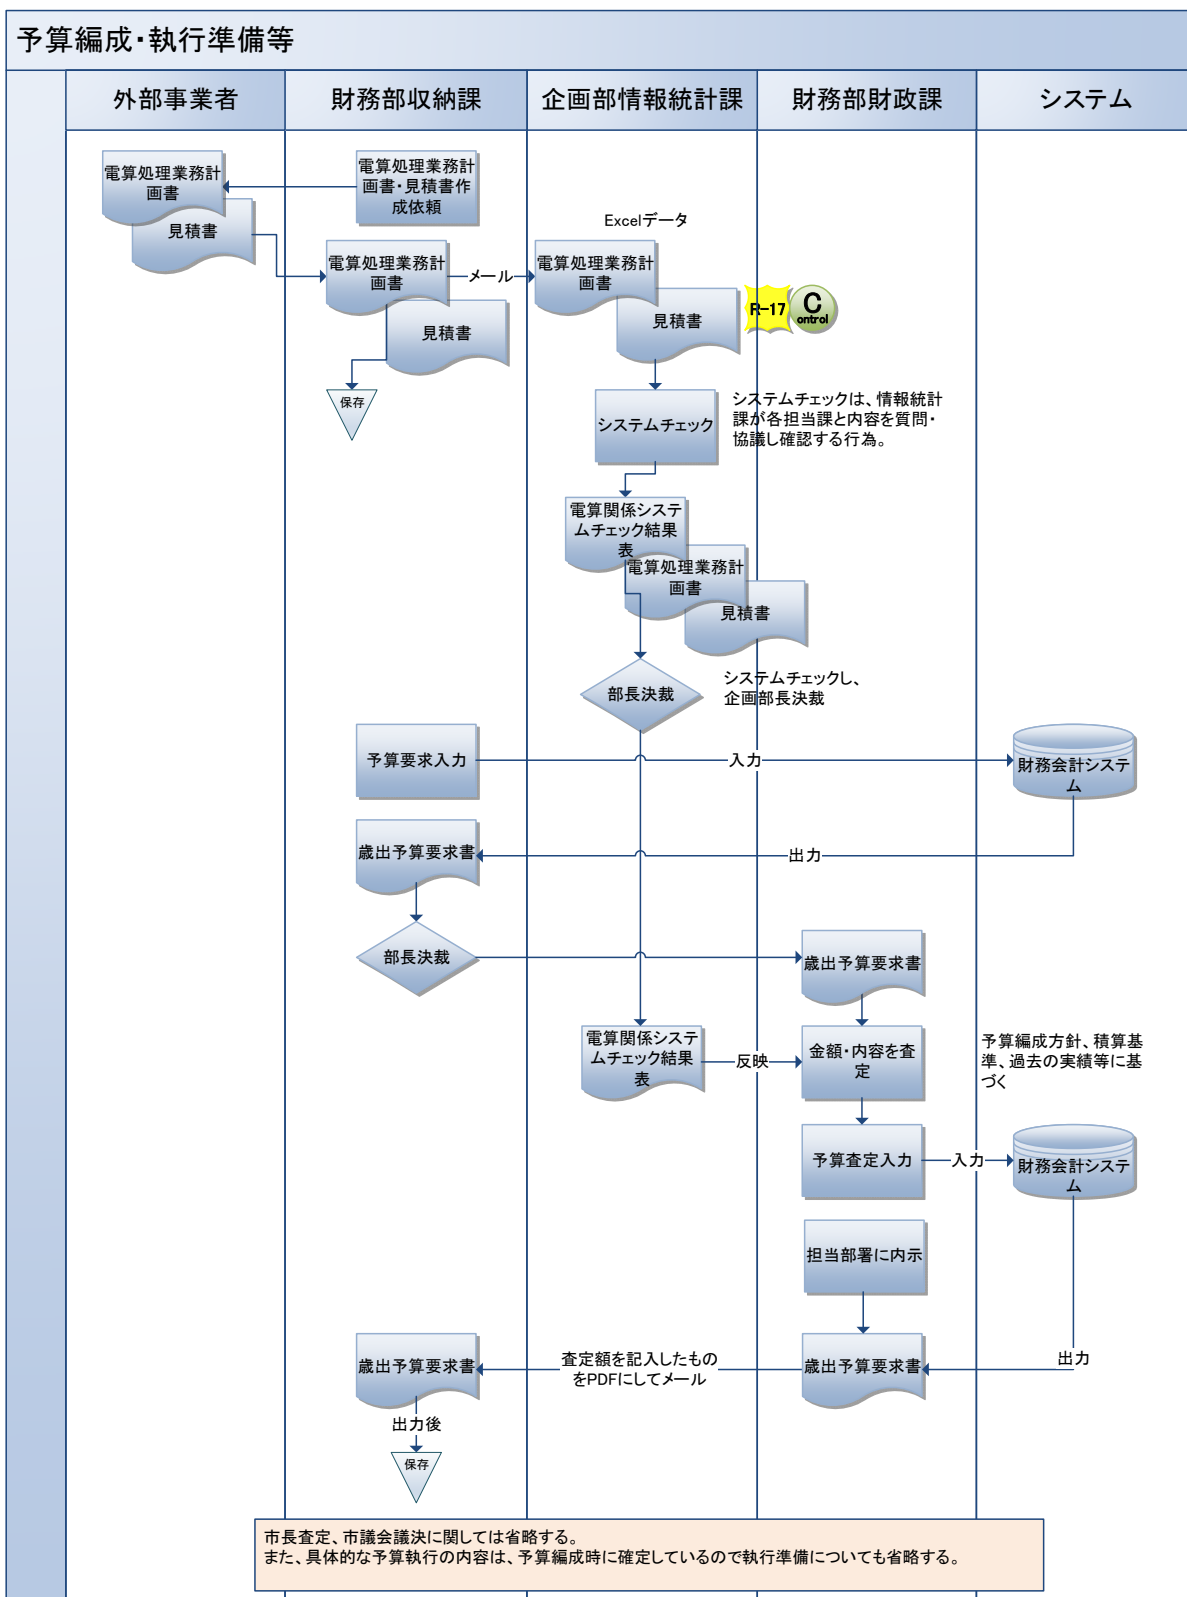 予算編成・執行準備等
外部事業者
財務部収納課
企画部情報統計課
財務部財政課
システム
電算処理業務計
画書
見積書
電算処理業務計
画書・見積書作
成依頼
電算処理業務計
画書
見積書
保存
メール
Excelデータ
電算処理業務計
画書
見積書
R-17
C
ontrol
システムチェック
システムチェックは、情報統計
課が各担当課と内容を質問・
協議し確認する行為。
電算関係システ
ムチェック結果
表
電算処理業務計
画書
見積書
部長決裁
システムチェックし、
企画部長決裁
予算要求入力
入力
財務会計システ
ム
歳出予算要求書
出力
部長決裁
歳出予算要求書
電算関係システ
ムチェック結果
表
反映
金額・内容を査
定
予算編成方針、積算基
準、過去の実績等に基
づく
予算査定入力
入力
財務会計システ
ム
担当部署に内示
歳出予算要求書
査定額を記入したもの
をPDFにしてメール
歳出予算要求書
出力
出力後
保存
市長査定、市議会議決に関しては省略する。
また、具体的な予算執行の内容は、予算編成時に確定しているので執行準備についても省略する。